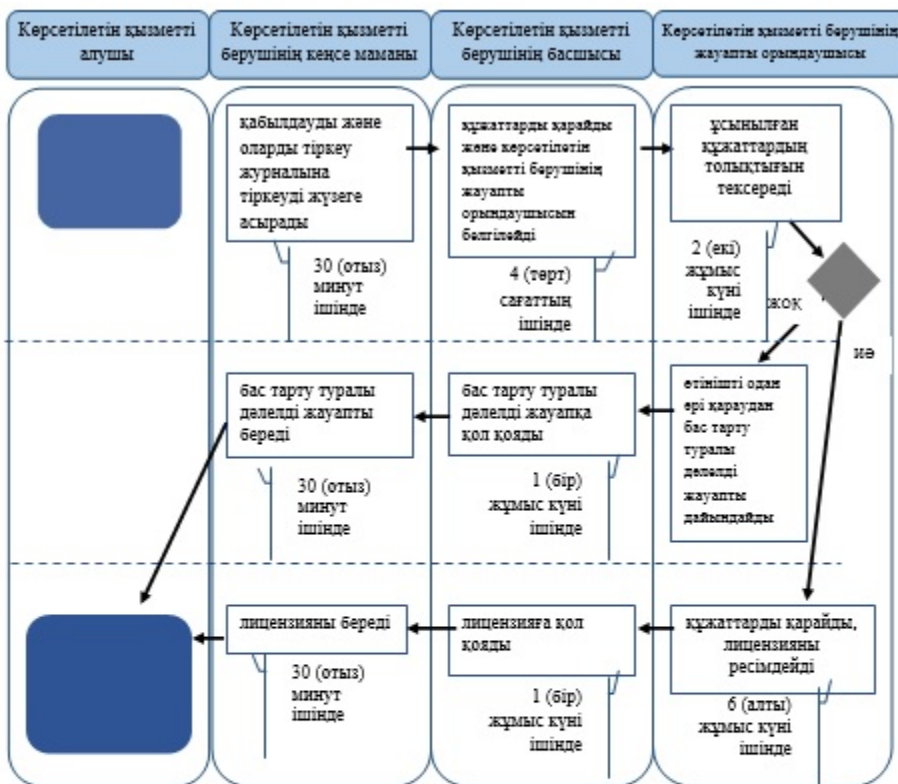 Көрсетілетін қызметті
алушы
Көрсетілетін қызметті
берушінің кеңсе маманы
Көрсетілетін қызметті
берушінің басшысы
Көрсетілетін қызметті берушінің
жауапты орындаушысы
қабылдауды және
оларды тіркеу
журналына
тіркеуді жүзеге
асырады
30 (отыз)
минут
ішінде
құжаттарды қарайды
және көрсетілетін
қызметті берушінің
жауапты
орындаушысын
белгілейді
4 (төрт)
сағаттың
ішінде
ұсынылған
құжаттардың
толықтығын
тексереді
2 (екі)
жұмыс
күні
ішінде
жоқ
иә
бас тарту туралы
дәлелді жауапты
береді
30 (отыз)
минут
ішінде
бас тарту туралы
дәлелді жауапқа
қол қояды
1 (бір)
жұмыс күні
ішінде
өтінішті одан
әрі қараудан
бас тарту
туралы
дәлелді
жауапты
дайындайды
лицензияны береді
30 (отыз)
минут
ішінде
лицензияға қол
қояды
1 (бір)
жұмыс күні
ішінде
құжаттарды қарайды,
лицензияны
ресімдейді
6 (алты)
жұмыс күні
ішінде